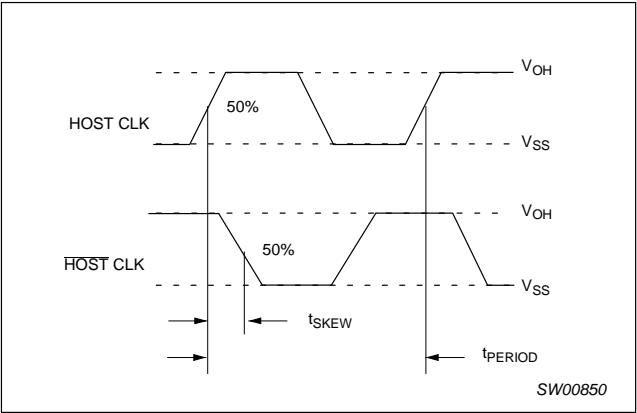 VOH
50%
HOST CLK
VSS
VOH
50%
HOST CLK
VSS
tSKEW
tPERIOD
SW00850